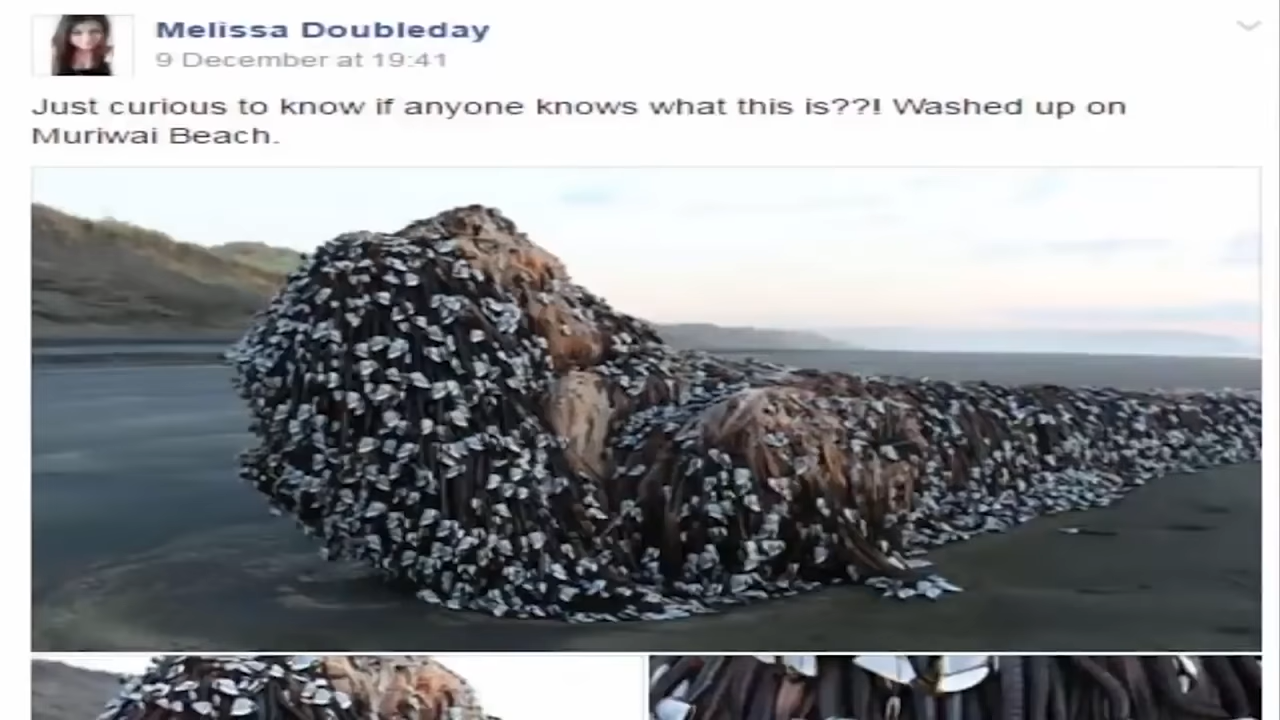 Melissa Doubleday
9 December at 19:41
Just curious to know if anyone knows what this is??! Washed up on
Muriwai Beach.